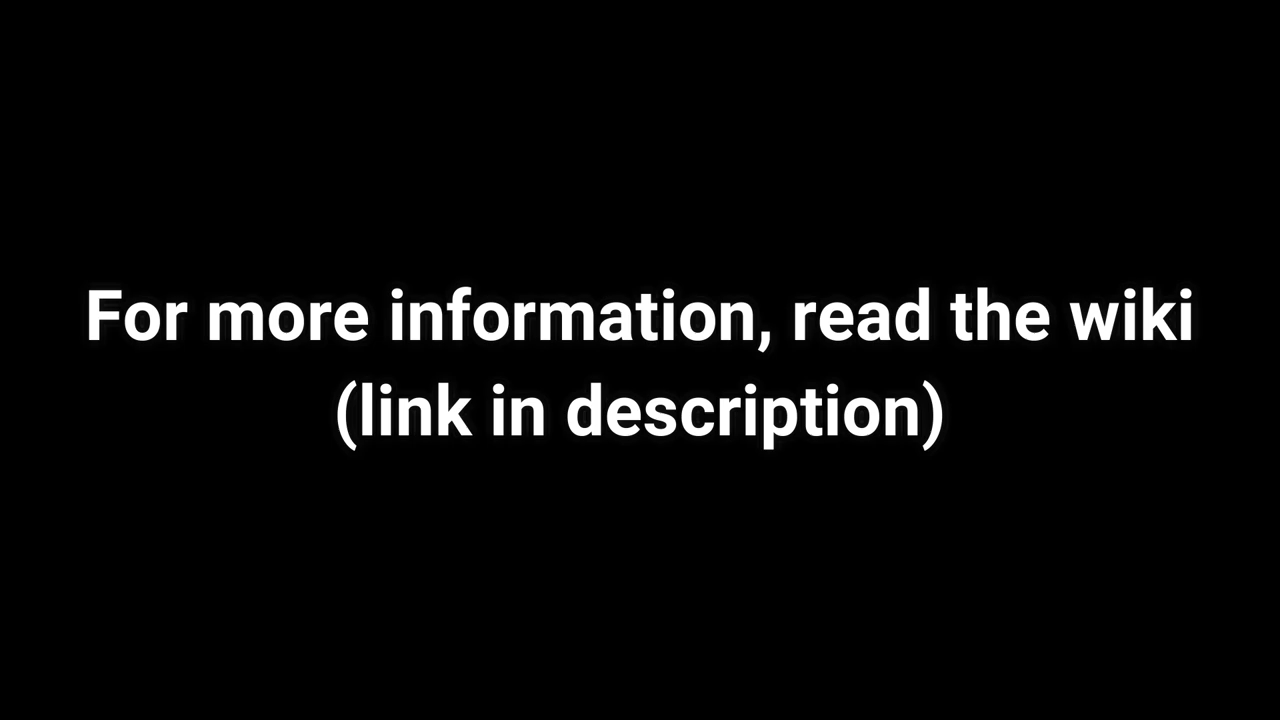 For more information, read the wiki
(link in description)